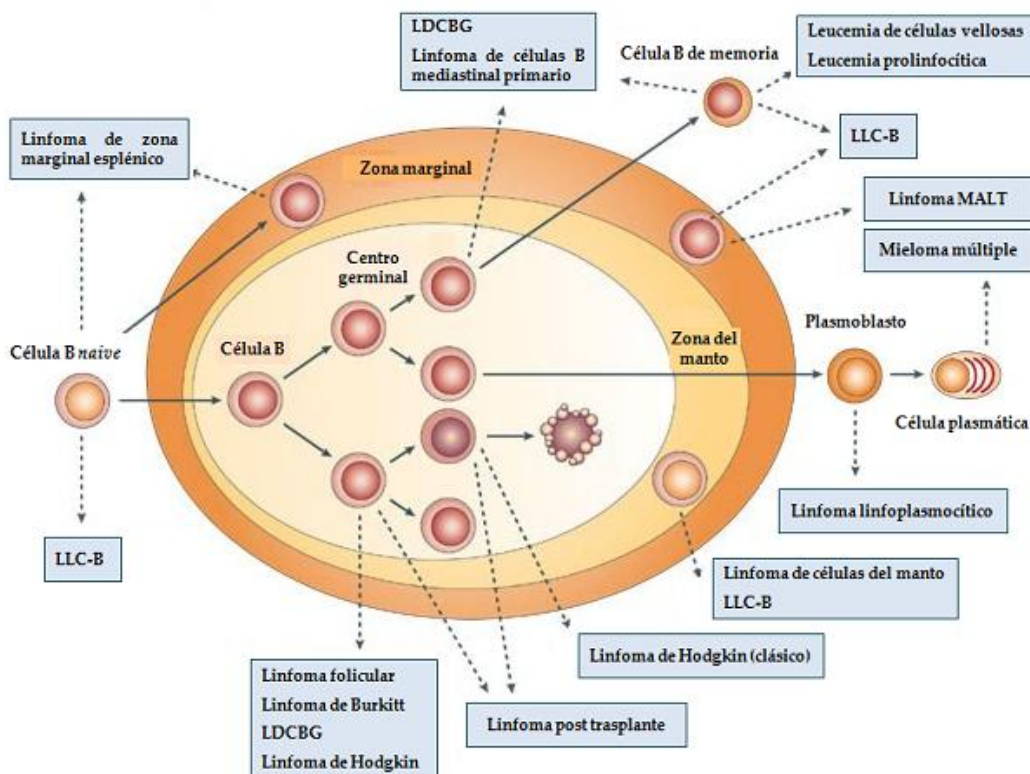 LDCBG
Linfoma de células B
mediastinal primario
Célula B de memoria
Leucemia de células vellosas
Leucemia prolinfocítica
Linfoma de zona
marginal esplénico
Zona marginal
LLC-B
Linfoma MALT
Mieloma múltiple
Centro
germinal
Célula B naïve
Célula B
Zona del
manto
Plasmoblasto
Célula plasmática
LLC-B
Linfoma linfoplasmocítico
Linfoma de células del manto
LLC-B
Linfoma de Hodgkin (clásico)
Linfoma folicular
Linfoma de Burkitt
LDCBG
Linfoma de Hodgkin
Linfoma post trasplante